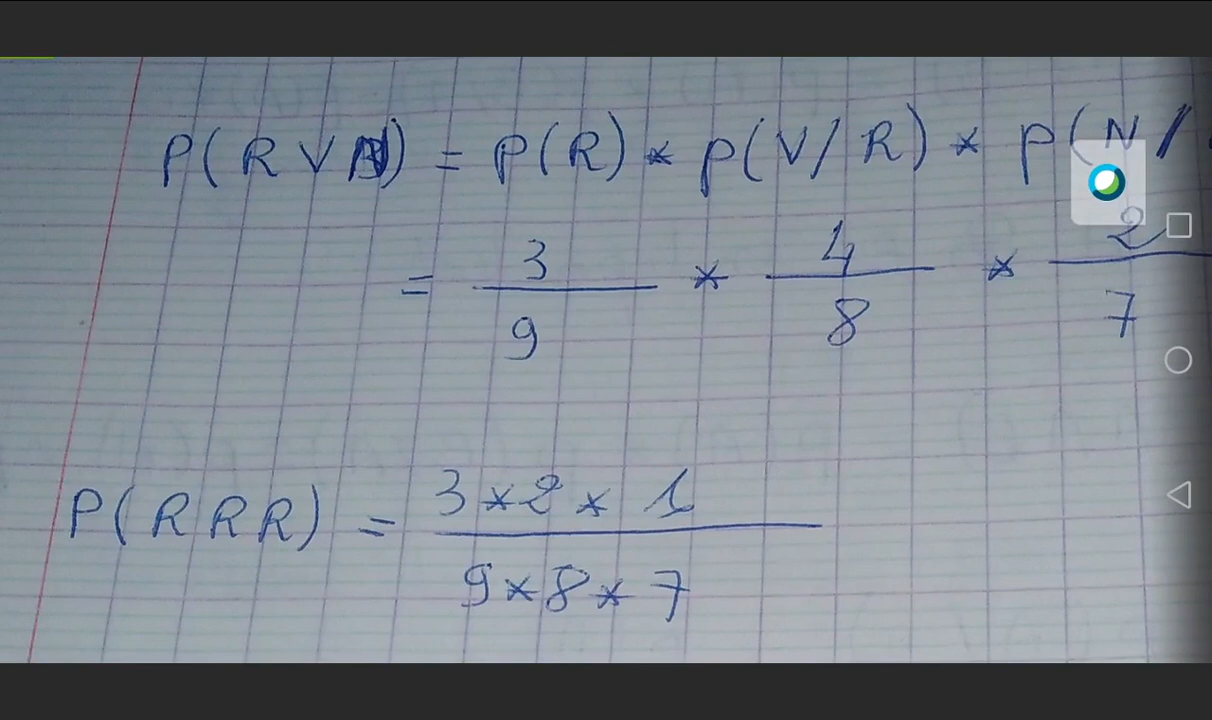 P(RVN) = P(R) * p(V/R) * p(N/
= 3/9 * 4/8 * 2/7
P(RRR) = 3*2*1 / 9*8*7